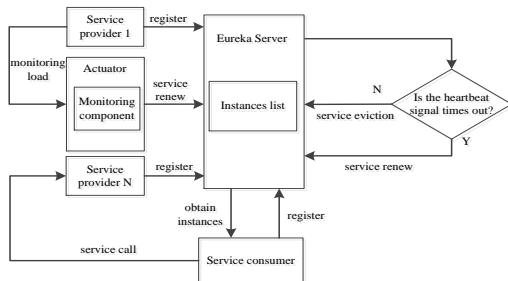 Service
provider 1
register
Eureka Server
monitoring
load
Actuator
Monitoring
component
service
renew
Instances list
N
service eviction
Is the heartbeat
signal times out?
Y
service renew
Service
provider N
register
obtain
instances
register
service call
Service consumer